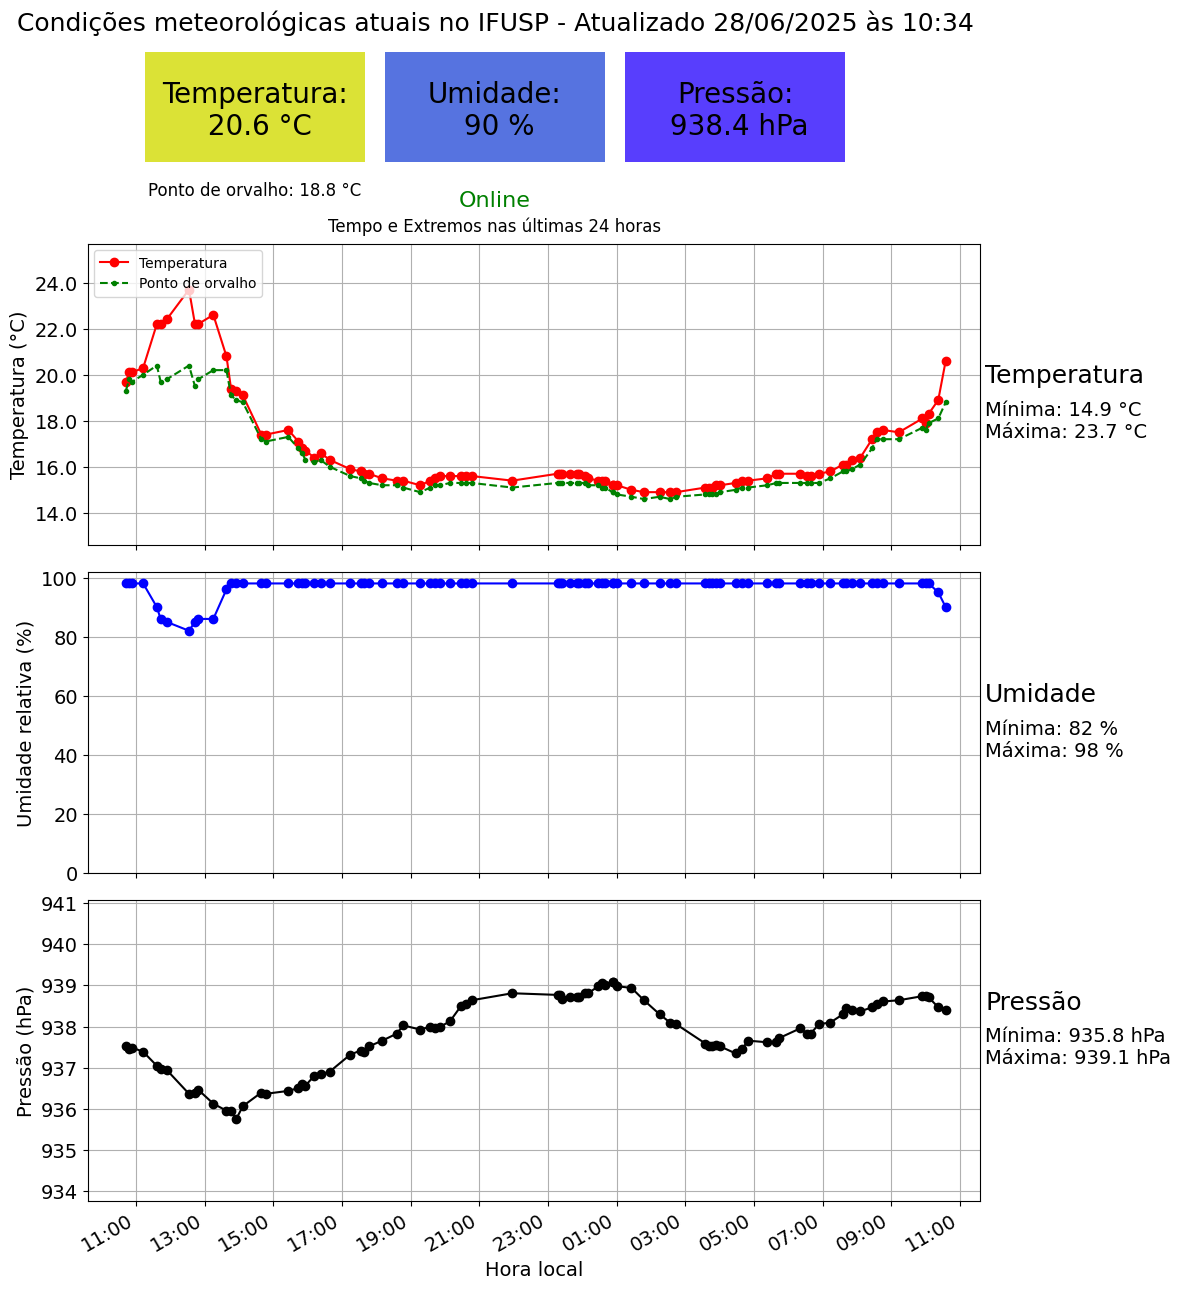 Condições meteorológicas atuais no IFUSP - Atualizado 28/06/2025 às 10:34
Temperatura:
20.6 °C
Umidade:
90 %
Pressão:
938.4 hPa
Ponto de orvalho: 18.8 °C
Online
Tempo e Extremos nas últimas 24 horas
Temperatura
Ponto de orvalho
Temperatura (°C)
24.0
22.0
20.0
18.0
16.0
14.0
Temperatura
Mínima: 14.9 °C
Máxima: 23.7 °C
Umidade relativa (%)
100
80
60
40
20
0
Umidade
Mínima: 82 %
Máxima: 98 %
Pressão (hPa)
941
940
939
938
937
936
935
934
Pressão
Mínima: 935.8 hPa
Máxima: 939.1 hPa
11:00
13:00
15:00
17:00
19:00
21:00
23:00
01:00
03:00
05:00
07:00
09:00
11:00
Hora local